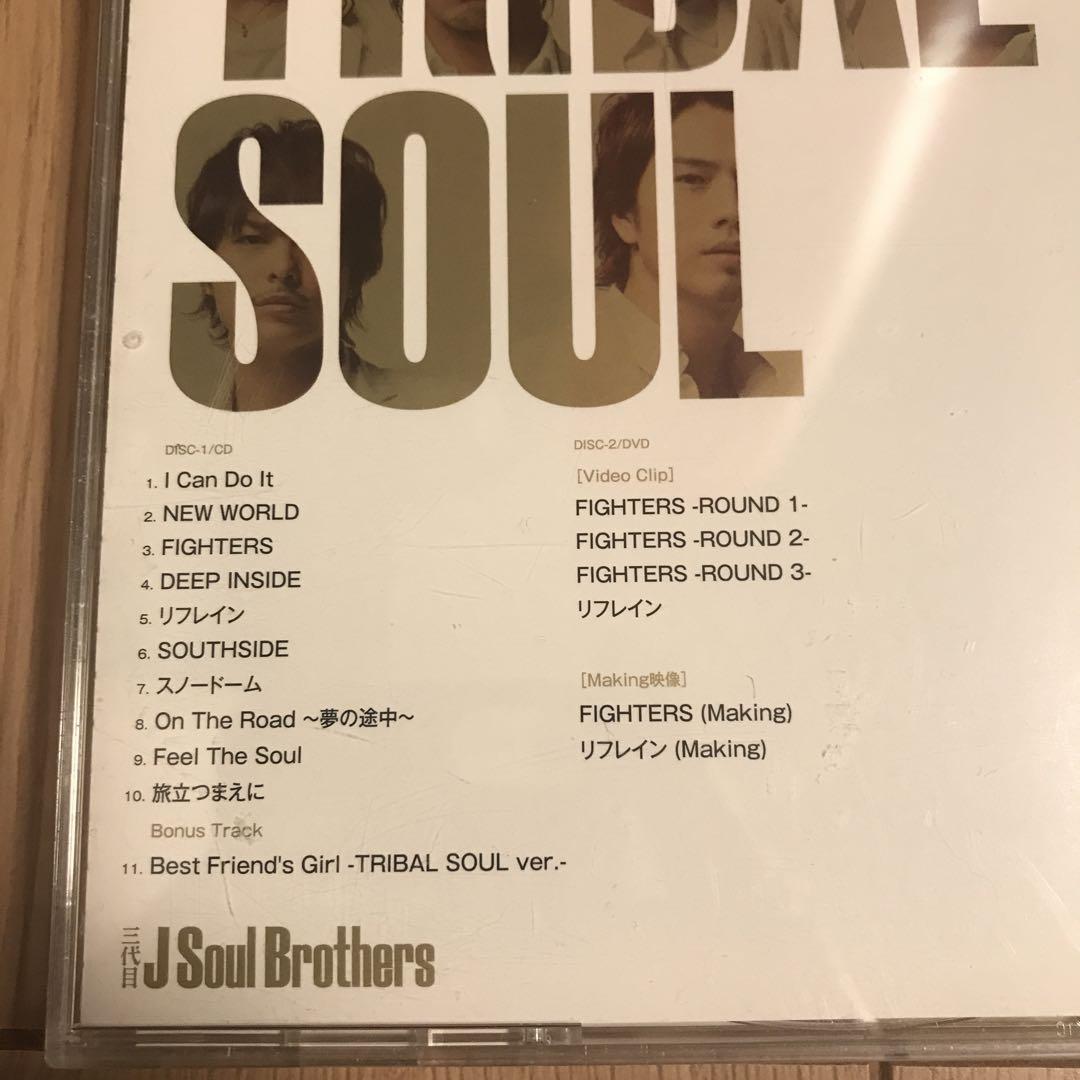 TRIBAL
SOUL
DISC-1/CD
1. I Can Do It
2. NEW WORLD
3. FIGHTERS
4. DEEP INSIDE
5. リフレイン
6. SOUTHSIDE
7. スノードーム
8. On The Road ～夢の途中～
9. Feel The Soul
10. 旅立つまえに
Bonus Track
11. Best Friend's Girl -TRIBAL SOUL ver.-
DISC-2/DVD
[Video Clip]
FIGHTERS -ROUND 1-
FIGHTERS -ROUND 2-
FIGHTERS -ROUND 3-
リフレイン
[Making映像]
FIGHTERS (Making)
リフレイン (Making)
三代目 J Soul Brothers